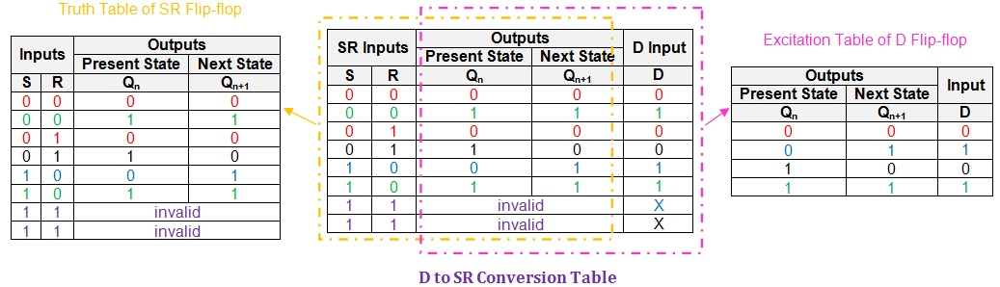 Truth Table of SR Flip-flop
Inputs Outputs
Present State Next State
S R Qn Qn+1
0 0 0 0
0 0 1 1
0 1 0 0
0 1 1 0
1 0 0 1
1 0 1 1
1 1 invalid
1 1 invalid
SR Inputs Outputs D Input
Present State Next State
S R Qn Qn+1 D
0 0 0 0 0
0 0 1 1 1
0 1 0 0 0
0 1 1 0 0
1 0 0 1 1
1 0 1 1 1
1 1 invalid X
1 1 invalid X
Excitation Table of D Flip-flop
Outputs Input
Present State Next State
Qn Qn+1 D
0 0 0
0 1 1
1 0 0
1 1 1
D to SR Conversion Table